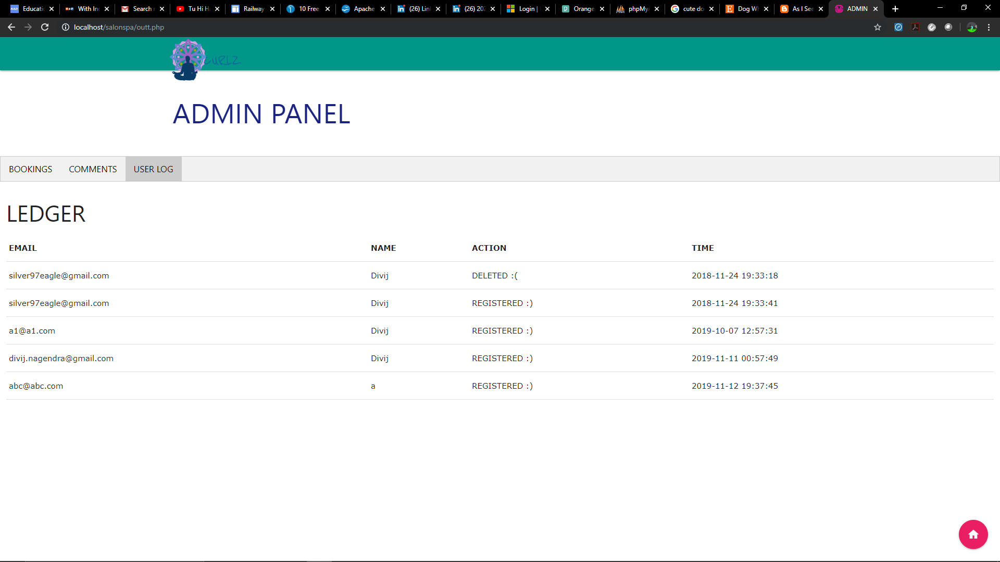 Educati With Inc Search Tu Hi H Railway 10 Free Apache (26) Lin (26) 202 Login | Orange phpMyA cute do Dog W As I See ADMIN
localhost/salonspa/outt.php
CURLZ
ADMIN PANEL
BOOKINGS COMMENTS USER LOG
LEDGER
EMAIL NAME ACTION TIME
silver97eagle@gmail.com Divij DELETED :( 2018-11-24 19:33:18
silver97eagle@gmail.com Divij REGISTERED :) 2018-11-24 19:33:41
a1@a1.com Divij REGISTERED :) 2019-10-07 12:57:31
divij.nagendra@gmail.com Divij REGISTERED :) 2019-11-11 00:57:49
abc@abc.com a REGISTERED :) 2019-11-12 19:37:45